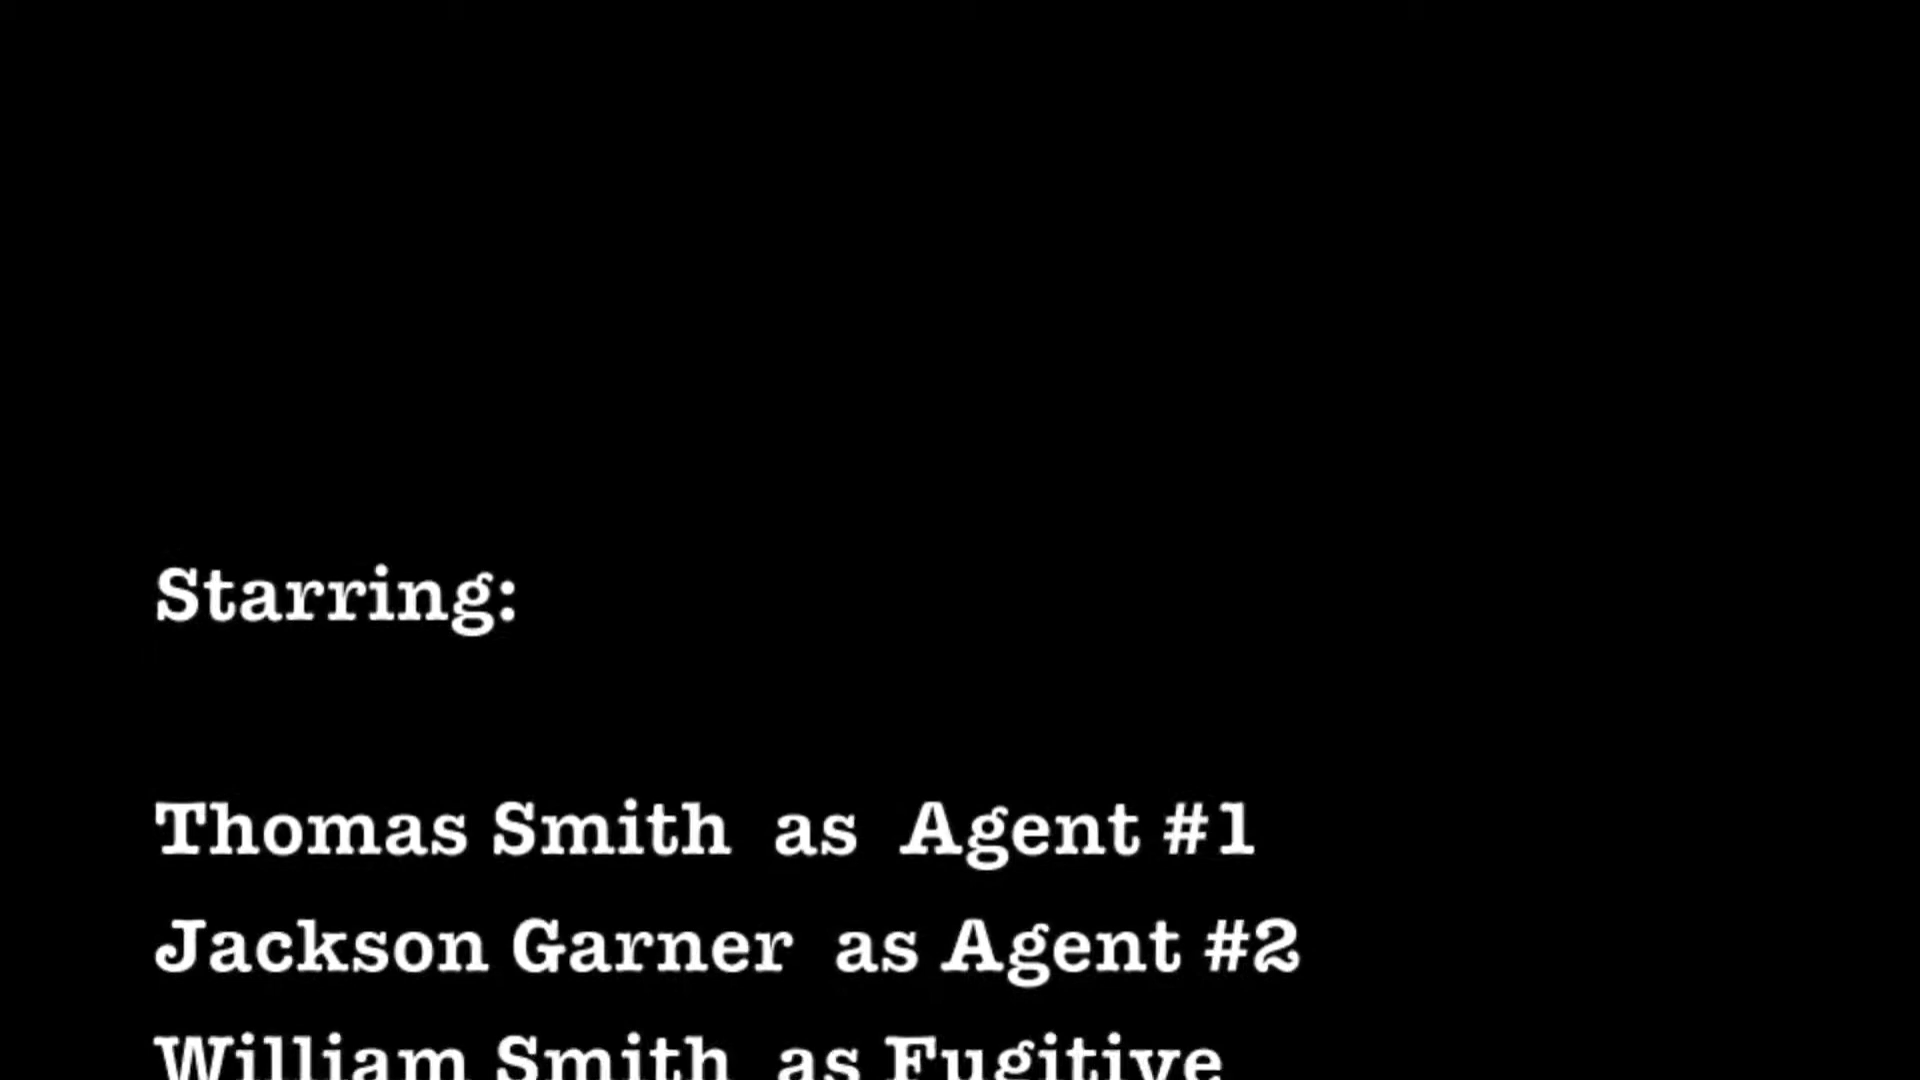 Starring:
Thomas Smith  as  Agent #1
Jackson Garner  as Agent #2
William Smith  as Fugitive